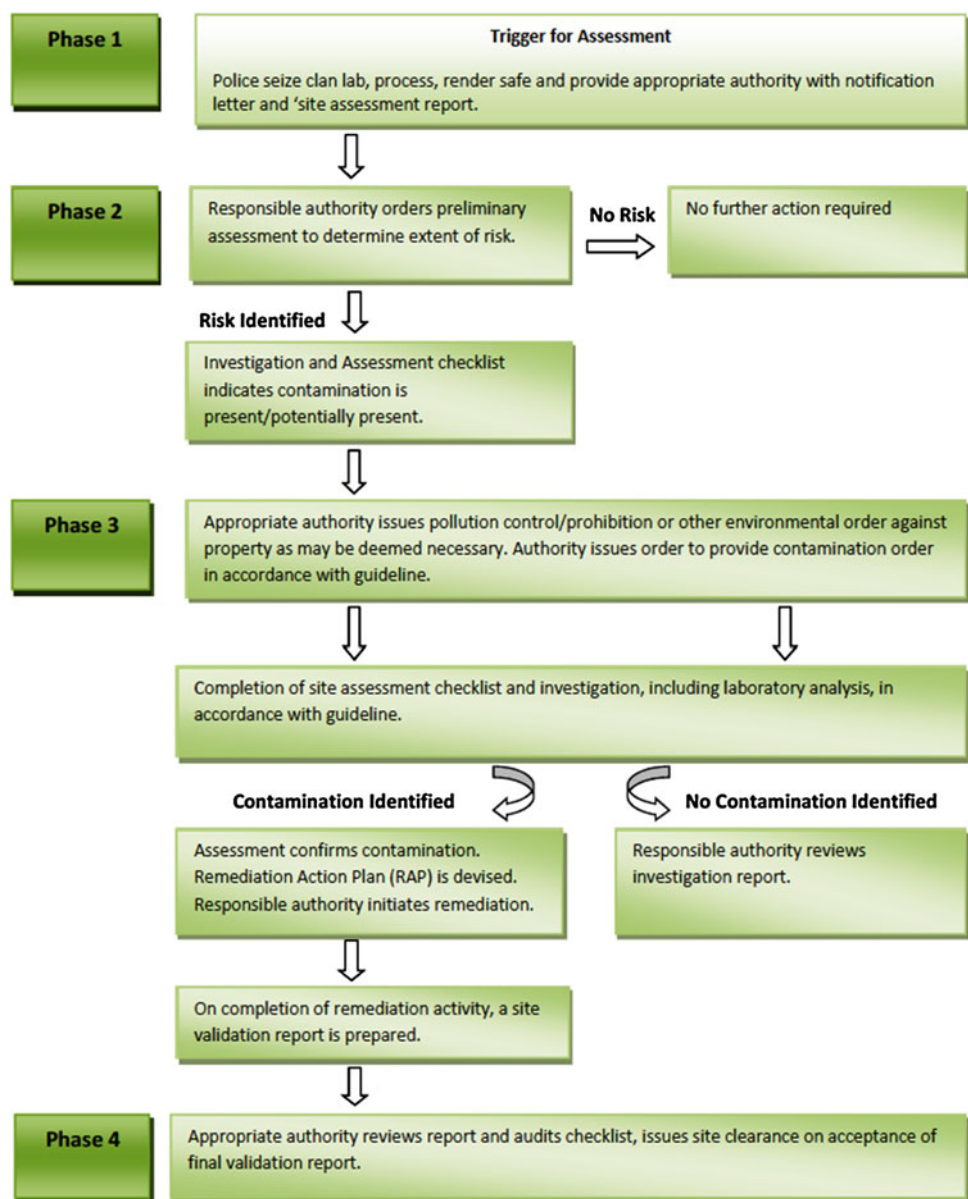 Phase 1
Trigger for Assessment
Police seize clan lab, process, render safe and provide appropriate authority with notification
letter and ‘site assessment report.
Phase 2
Responsible authority orders preliminary
assessment to determine extent of risk.
No Risk
No further action required
Risk Identified
Investigation and Assessment checklist
indicates contamination is
present/potentially present.
Phase 3
Appropriate authority issues pollution control/prohibition or other environmental order against
property as may be deemed necessary. Authority issues order to provide contamination order
in accordance with guideline.
Completion of site assessment checklist and investigation, including laboratory analysis, in
accordance with guideline.
Contamination Identified
No Contamination Identified
Assessment confirms contamination.
Remediation Action Plan (RAP) is devised.
Responsible authority initiates remediation.
Responsible authority reviews
investigation report.
On completion of remediation activity, a site
validation report is prepared.
Phase 4
Appropriate authority reviews report and audits checklist, issues site clearance on acceptance of
final validation report.